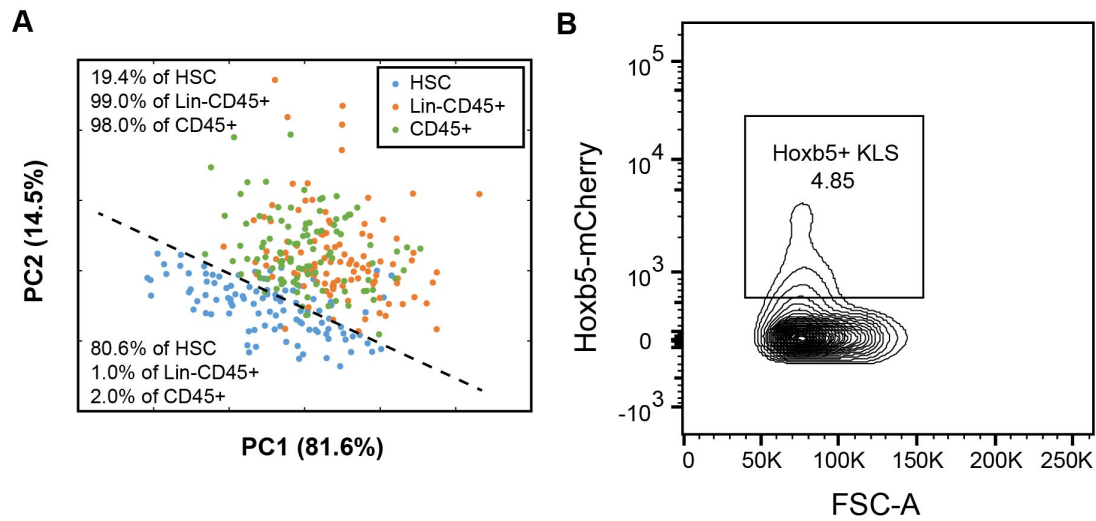 A
19.4% of HSC
99.0% of Lin-CD45+
98.0% of CD45+
HSC
Lin-CD45+
CD45+
PC2 (14.5%)
80.6% of HSC
1.0% of Lin-CD45+
2.0% of CD45+
PC1 (81.6%)
B
Hoxb5-mCherry
10^5
10^4
10^3
0
-10^3
Hoxb5+ KLS
4.85
0 50K 100K 150K 200K 250K
FSC-A